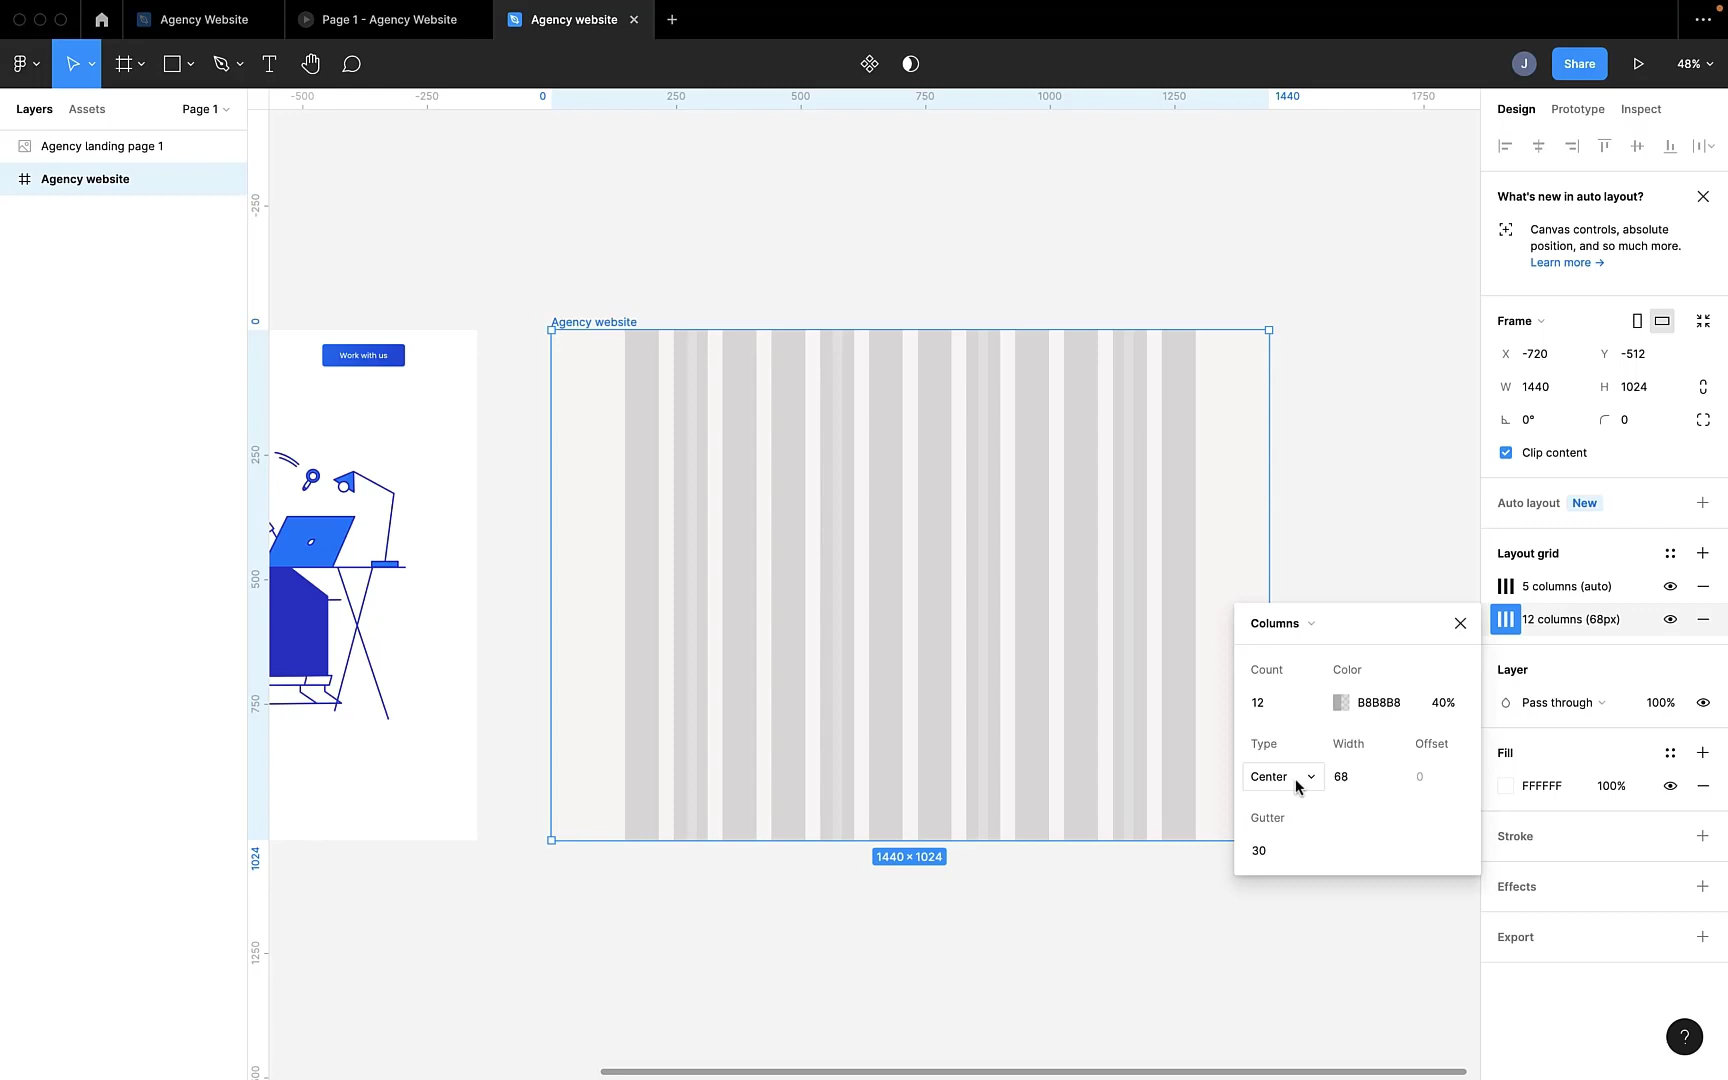 Agency Website
Page 1 - Agency Website
Agency website
J
Share
48%
Layers
Assets
Page 1
Agency landing page 1
Agency website
-500
-250
0
250
500
750
1000
1250
1440
1750
-250
0
250
500
750
1024
1250
Work with us
Agency website
1440 × 1024
Design
Prototype
Inspect
What's new in auto layout?
Canvas controls, absolute
position, and so much more.
Learn more →
Frame
X -720
Y -512
W 1440
H 1024
0°
0
Clip content
Auto layout New
Layout grid
5 columns (auto)
12 columns (68px)
Layer
Pass through 100%
Fill
FFFFFF 100%
Stroke
Effects
Export
Columns
Count Color
12 B8B8B8 40%
Type Width Offset
Center 68 0
Gutter
30
?